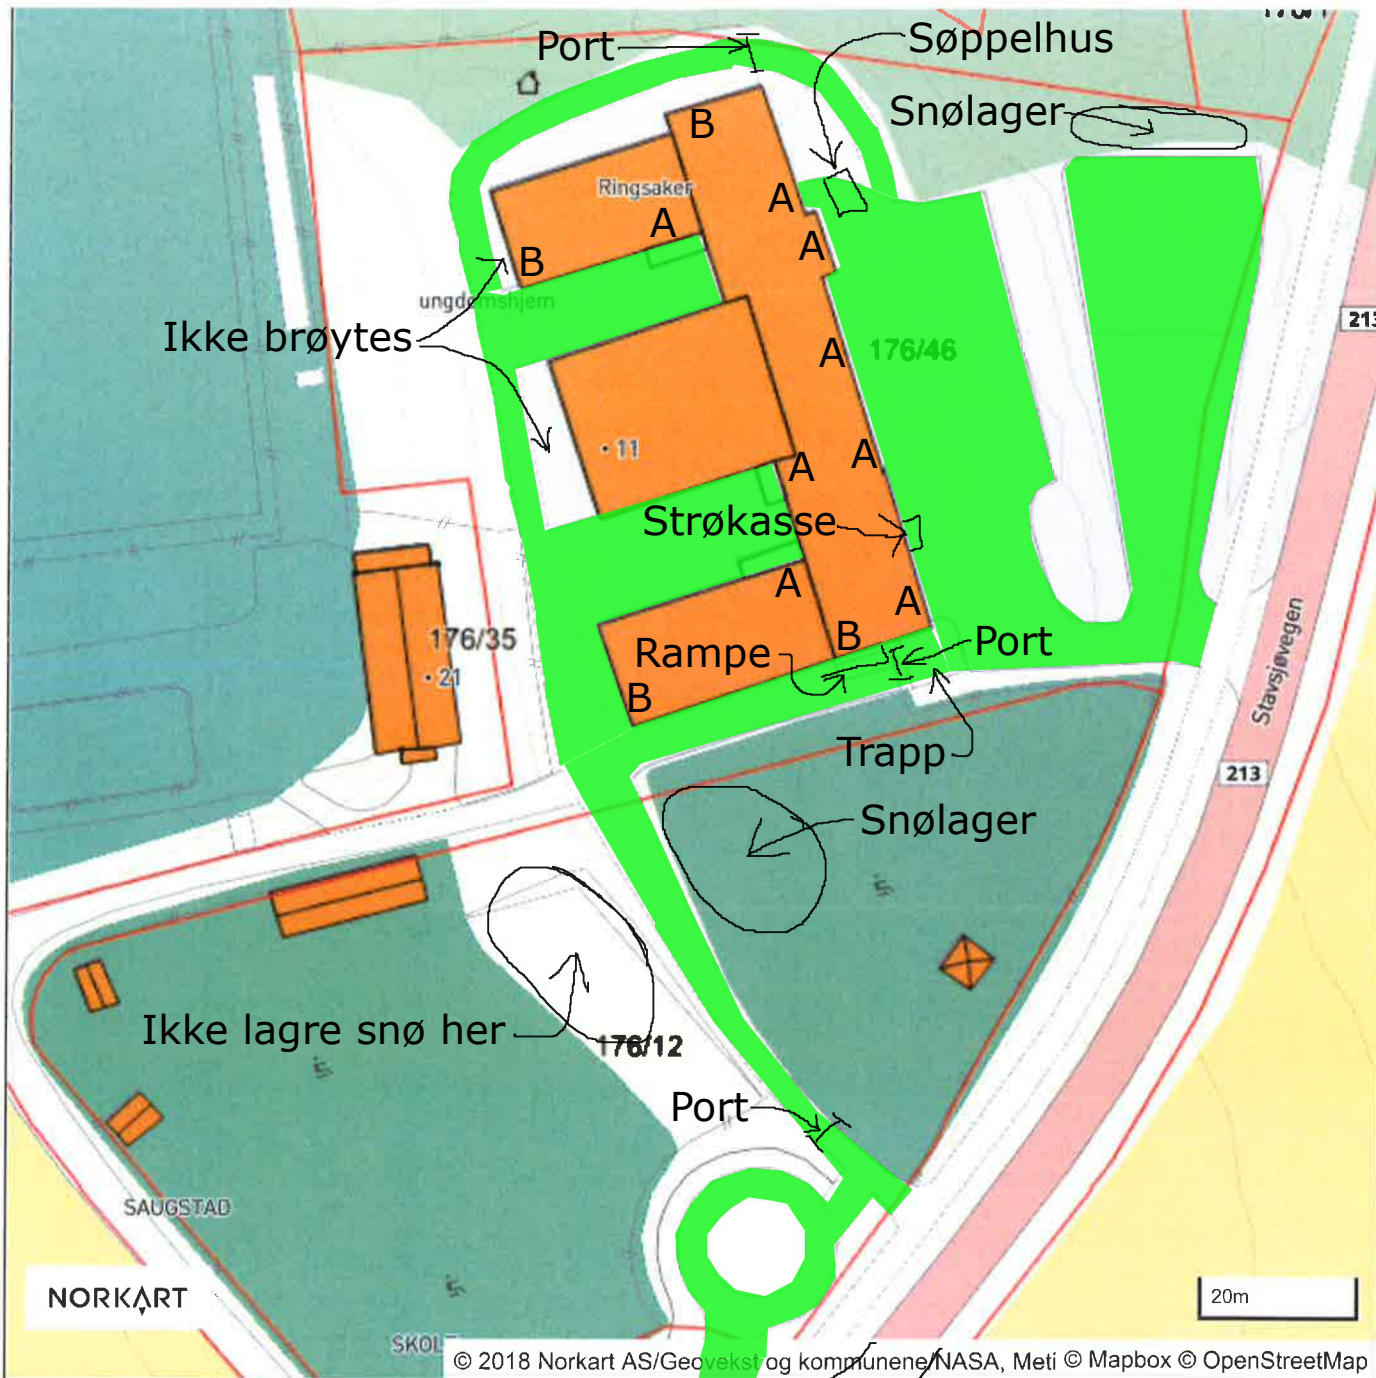 Port
Søppelhus
Snølager
B
Ringsaker
A
A
A
B
ungdomshjem
Ikke brøytes
213
A
176/46
11
A
A
Strøkasse
A
A
176/35
B
Rampe
Port
21
B
Stavsjøvegen
Trapp
213
Snølager
Ikke lagre snø her
176/12
Port
SAUGSTAD
NORKART
20m
© 2018 Norkart AS/Geovekst og kommunene/NASA, Meti © Mapbox © OpenStreetMap